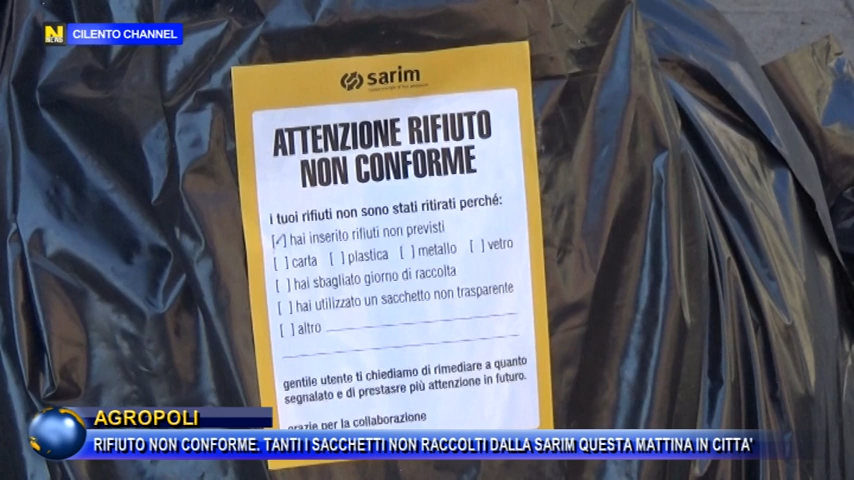 N
NEWS
CILENTO CHANNEL
sarim
ATTENZIONE RIFIUTO
NON CONFORME
i tuoi rifiuti non sono stati ritirati perché:
[✓] hai inserito rifiuti non previsti
[ ] carta [ ] plastica [ ] metallo [ ] vetro
[ ] hai sbagliato giorno di raccolta
[ ] hai utilizzato un sacchetto non trasparente
[ ] altro
gentile utente ti chiediamo di rimediare a quanto
segnalato e di prestasre più attenzione in futuro.
grazie per la collaborazione
AGROPOLI
RIFIUTO NON CONFORME. TANTI I SACCHETTI NON RACCOLTI DALLA SARIM QUESTA MATTINA IN CITTA'